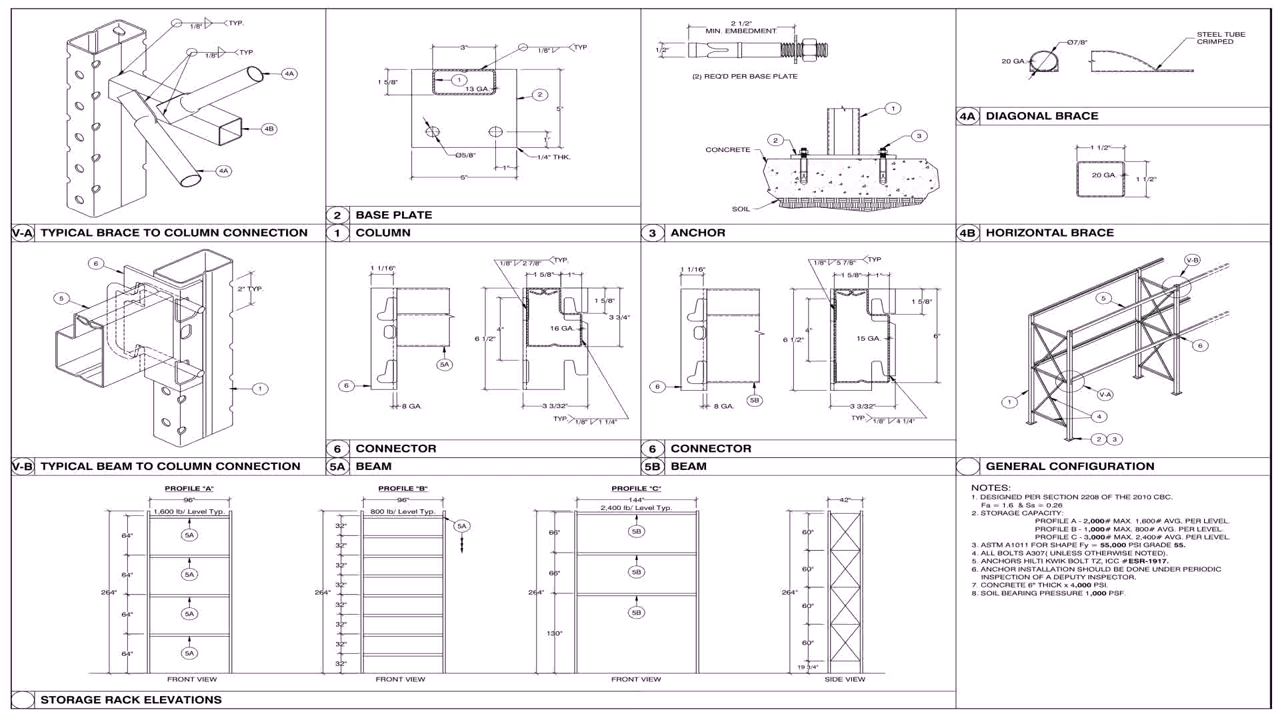 1/8" TYP.
1/8" TYP
4A
4B
4A
V-A TYPICAL BRACE TO COLUMN CONNECTION
3"
1/8" TYP
1 5/8"
1
13 GA.
2
5"
Ø5/8"
1"
1/4" THK.
1"
6"
2 BASE PLATE
1 COLUMN
2 1/2"
MIN. EMBEDMENT
1/2"
(2) REQ'D PER BASE PLATE
1
2
3
CONCRETE
SOIL
3 ANCHOR
Ø7/8"
20 GA.
STEEL TUBE
CRIMPED
4A DIAGONAL BRACE
1 1/2"
20 GA.
1 1/2"
4B HORIZONTAL BRACE
6
5
2" TYP.
1
V-B TYPICAL BEAM TO COLUMN CONNECTION
1 1/16"
1/8" 2 7/8" TYP
1 5/8"
1"
1 5/8"
3 3/4"
16 GA.
4"
6 1/2"
5A
6
8 GA.
3 3/32"
TYP. 1/8" 1 1/4"
6 CONNECTOR
5A BEAM
1 1/16"
1/8" 5 7/8" TYP
1 5/8"
1"
1 5/8"
6"
15 GA.
4"
6 1/2"
6
5B
8 GA.
3 3/32"
TYP. 1/8" 4 1/4"
6 CONNECTOR
5B BEAM
V-B
5
6
V-A
1
4
2 3
GENERAL CONFIGURATION
PROFILE "A"
96"
1,600 lb/ Level Typ.
5A
64"
5A
64"
264"
5A
64"
5A
64"
FRONT VIEW
PROFILE "B"
96"
800 lb/ Level Typ.
5A
32"
32"
32"
32"
264"
32"
32"
32"
32"
FRONT VIEW
PROFILE "C"
144"
2,400 lb/ Level Typ.
5B
66"
5B
66"
264"
5B
130"
FRONT VIEW
42"
60"
60"
264"
60"
60"
19 3/4"
SIDE VIEW
STORAGE RACK ELEVATIONS
NOTES:
1. DESIGNED PER SECTION 2208 OF THE 2010 CBC.
Fa = 1.6 & Ss = 0.26
2. STORAGE CAPACITY:
PROFILE A - 2,000# MAX. 1,600# AVG. PER LEVEL.
PROFILE B - 1,000# MAX. 800# AVG. PER LEVEL.
PROFILE C - 3,000# MAX. 2,400# AVG. PER LEVEL.
3. ASTM A1011 FOR SHAPE Fy = 55,000 PSI GRADE 55.
4. ALL BOLTS A307( UNLESS OTHERWISE NOTED).
5. ANCHORS HILTI KWIK BOLT TZ, ICC #ESR-1917.
6. ANCHOR INSTALLATION SHOULD BE DONE UNDER PERIODIC
INSPECTION OF A DEPUTY INSPECTOR.
7. CONCRETE 6" THICK x 4,000 PSI.
8. SOIL BEARING PRESSURE 1,000 PSF.